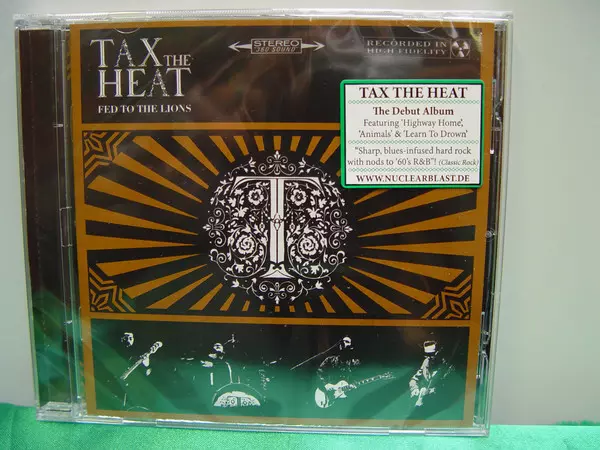 TAX THE
HEAT
FED TO THE LIONS
STEREO
360 SOUND
RECORDED IN
HIGH FIDELITY
TAX THE HEAT
The Debut Album
Featuring 'Highway Home',
'Animals' & 'Learn To Drown'
"Sharp, blues-infused hard rock
with nods to '60's R&B"! (Classic Rock)
WWW.NUCLEARBLAST.DE
T